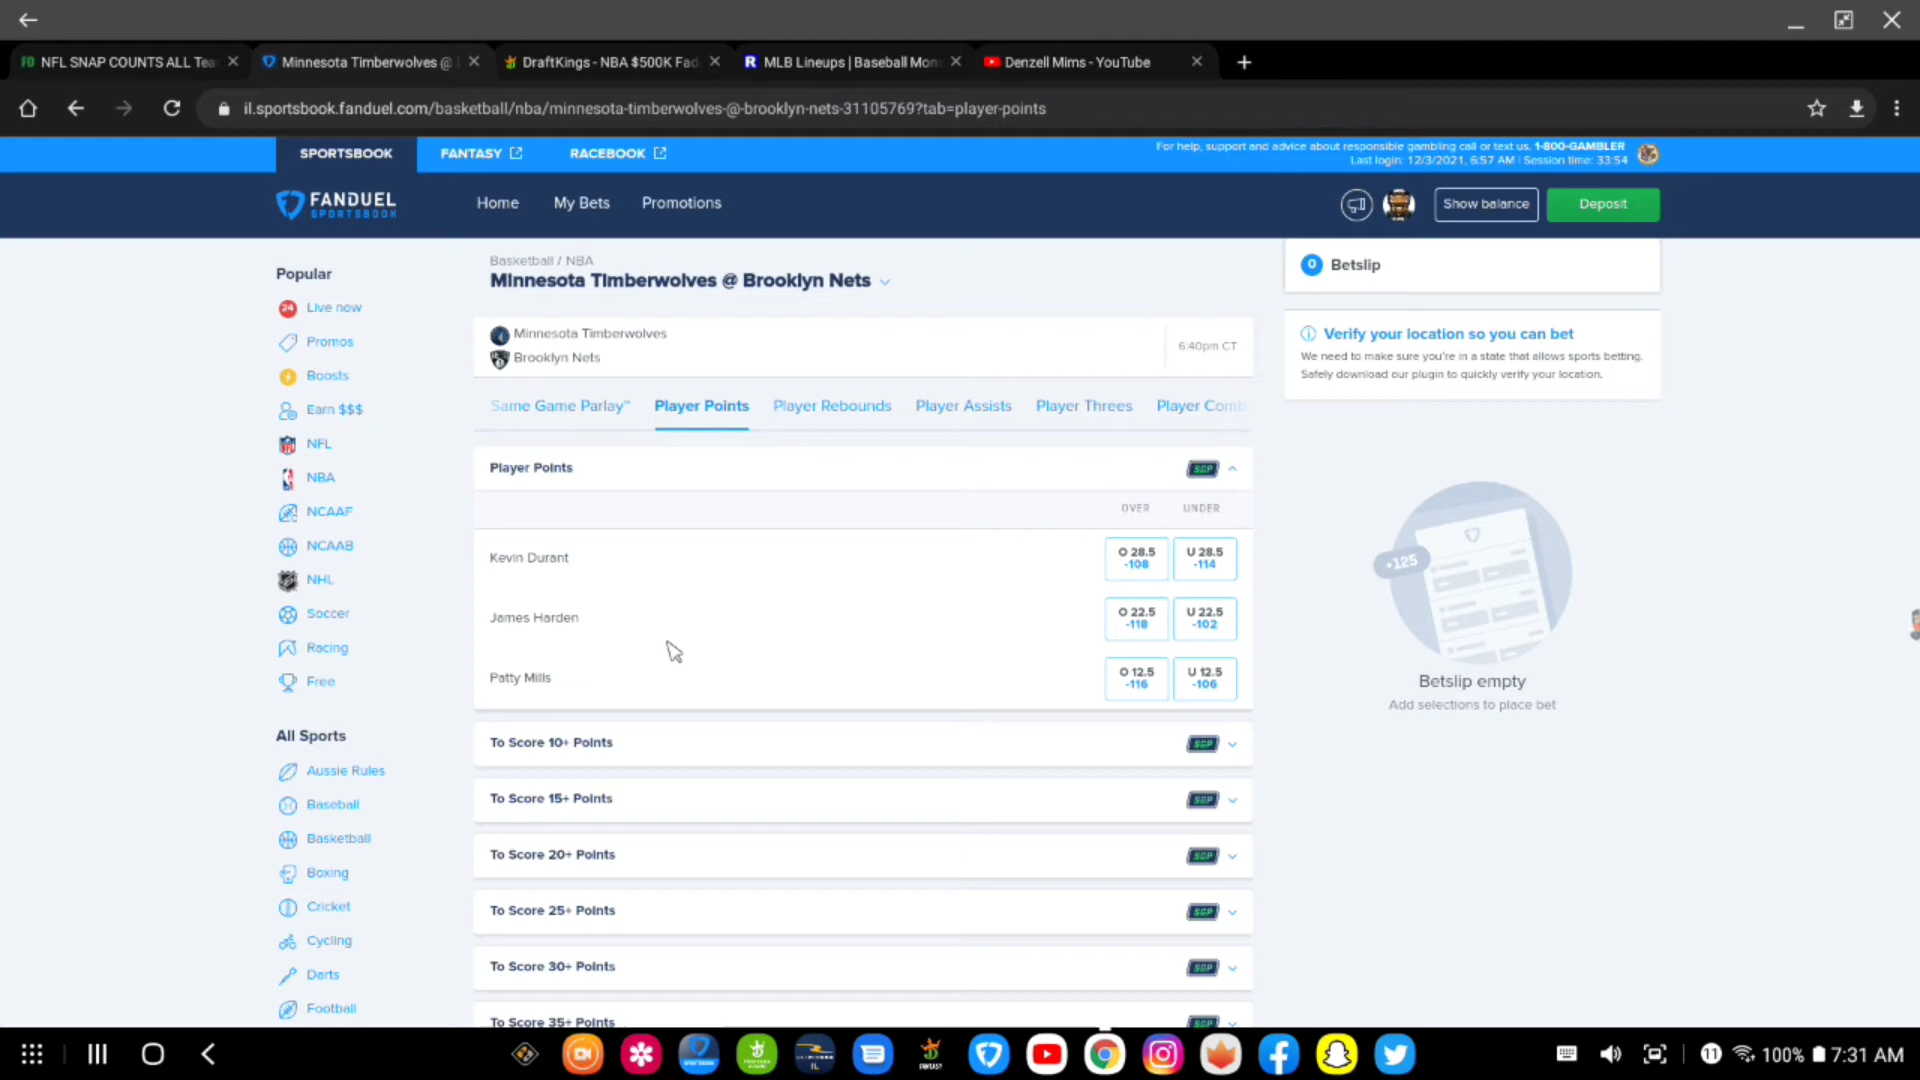 NFL SNAP COUNTS ALL Tea
Minnesota Timberwolves @
DraftKings - NBA $500K Fad
MLB Lineups | Baseball Mon
Denzell Mims - YouTube
il.sportsbook.fanduel.com/basketball/nba/minnesota-timberwolves-@-brooklyn-nets-31105769?tab=player-points
SPORTSBOOK
FANTASY
RACEBOOK
For help, support and advice about responsible gambling call or text us. 1-800-GAMBLER
Last login: 12/3/2021, 6:57 AM | Session time: 33:54
FANDUEL
SPORTSBOOK
Home
My Bets
Promotions
Show balance
Deposit
Popular
24 Live now
Promos
Boosts
Earn $$$
NFL
NBA
NCAAF
NCAAB
NHL
Soccer
Racing
Free
All Sports
Aussie Rules
Baseball
Basketball
Boxing
Cricket
Cycling
Darts
Football
Basketball / NBA
Minnesota Timberwolves @ Brooklyn Nets
Minnesota Timberwolves
Brooklyn Nets
6:40pm CT
Same Game Parlay™
Player Points
Player Rebounds
Player Assists
Player Threes
Player Comb
Player Points
SGP
OVER
UNDER
Kevin Durant
O 28.5
-108
U 28.5
-114
James Harden
O 22.5
-118
U 22.5
-102
Patty Mills
O 12.5
-116
U 12.5
-106
To Score 10+ Points
SGP
To Score 15+ Points
SGP
To Score 20+ Points
SGP
To Score 25+ Points
SGP
To Score 30+ Points
SGP
To Score 35+ Points
SGP
0 Betslip
Verify your location so you can bet
We need to make sure you're in a state that allows sports betting.
Safely download our plugin to quickly verify your location.
+125
Betslip empty
Add selections to place bet
11
100%
7:31 AM